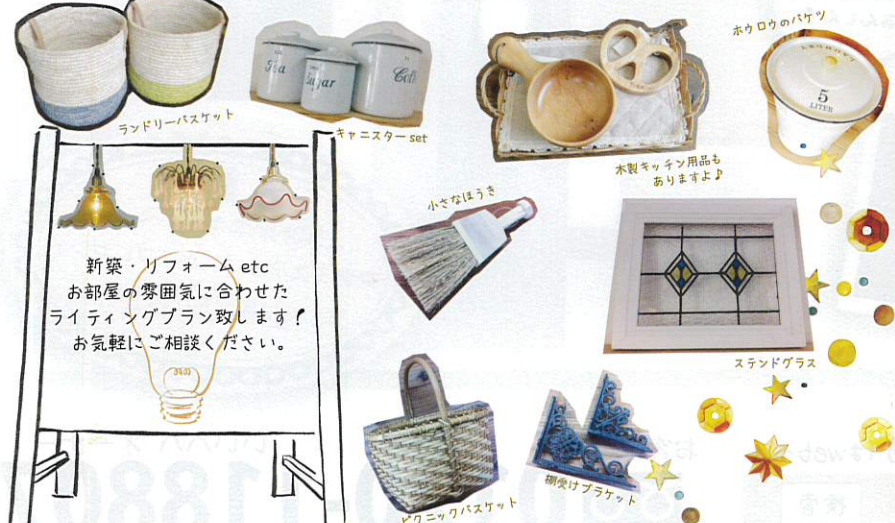 ランドリーバスケット
Tea
Sugar
キャニスター set
木製キッチン用品も
ありますよ♪
ホウロウのバケツ
5
LITER
小さなほうき
新築・リフォーム etc
お部屋の雰囲気に合わせた
ライティングプラン致します！
お気軽にご相談ください。
ステンドグラス
ピクニックバスケット
棚受けブラケット